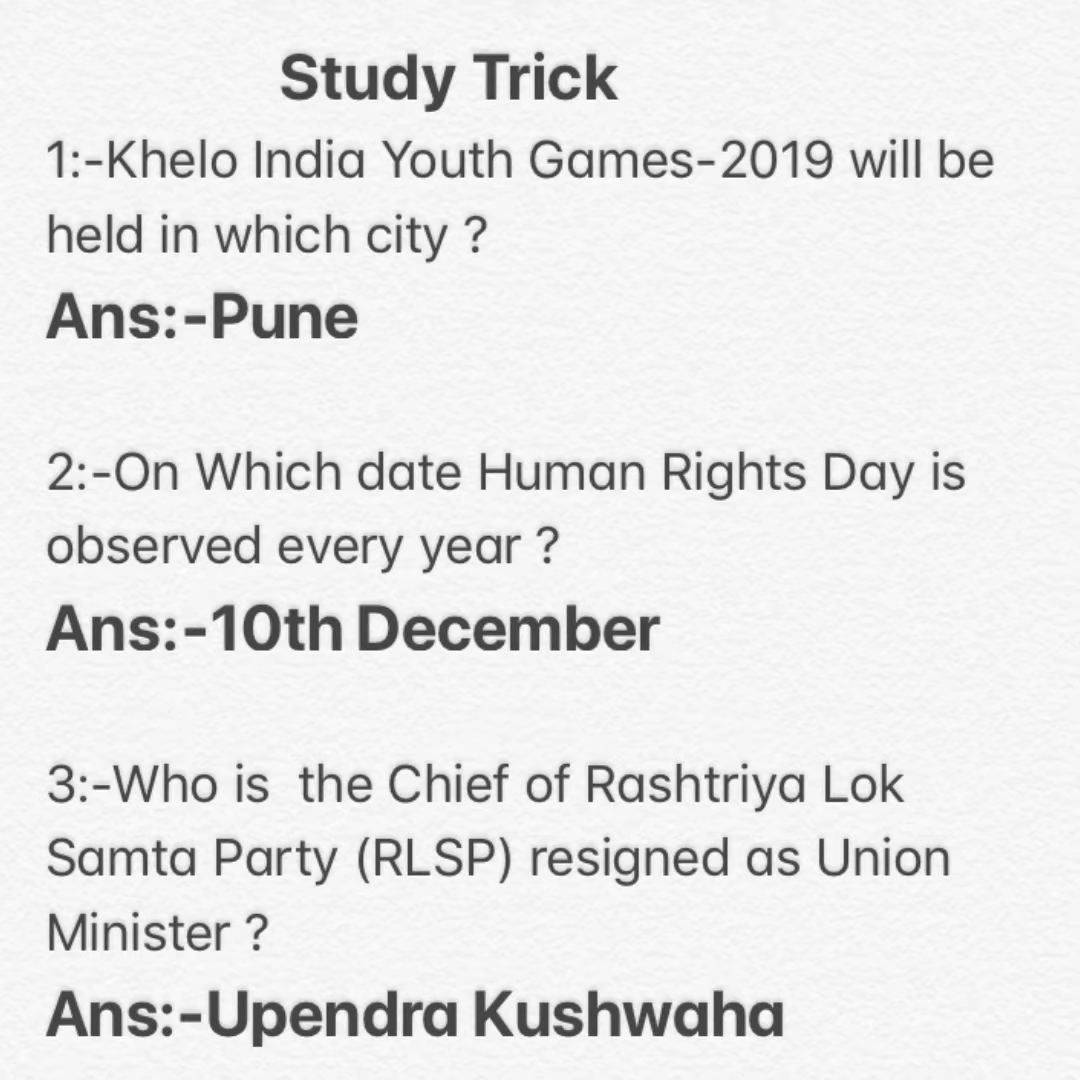 Study Trick
1:-Khelo India Youth Games-2019 will be
held in which city ?
Ans:-Pune
2:-On Which date Human Rights Day is
observed every year ?
Ans:-10th December
3:-Who is  the Chief of Rashtriya Lok
Samta Party (RLSP) resigned as Union
Minister ?
Ans:-Upendra Kushwaha